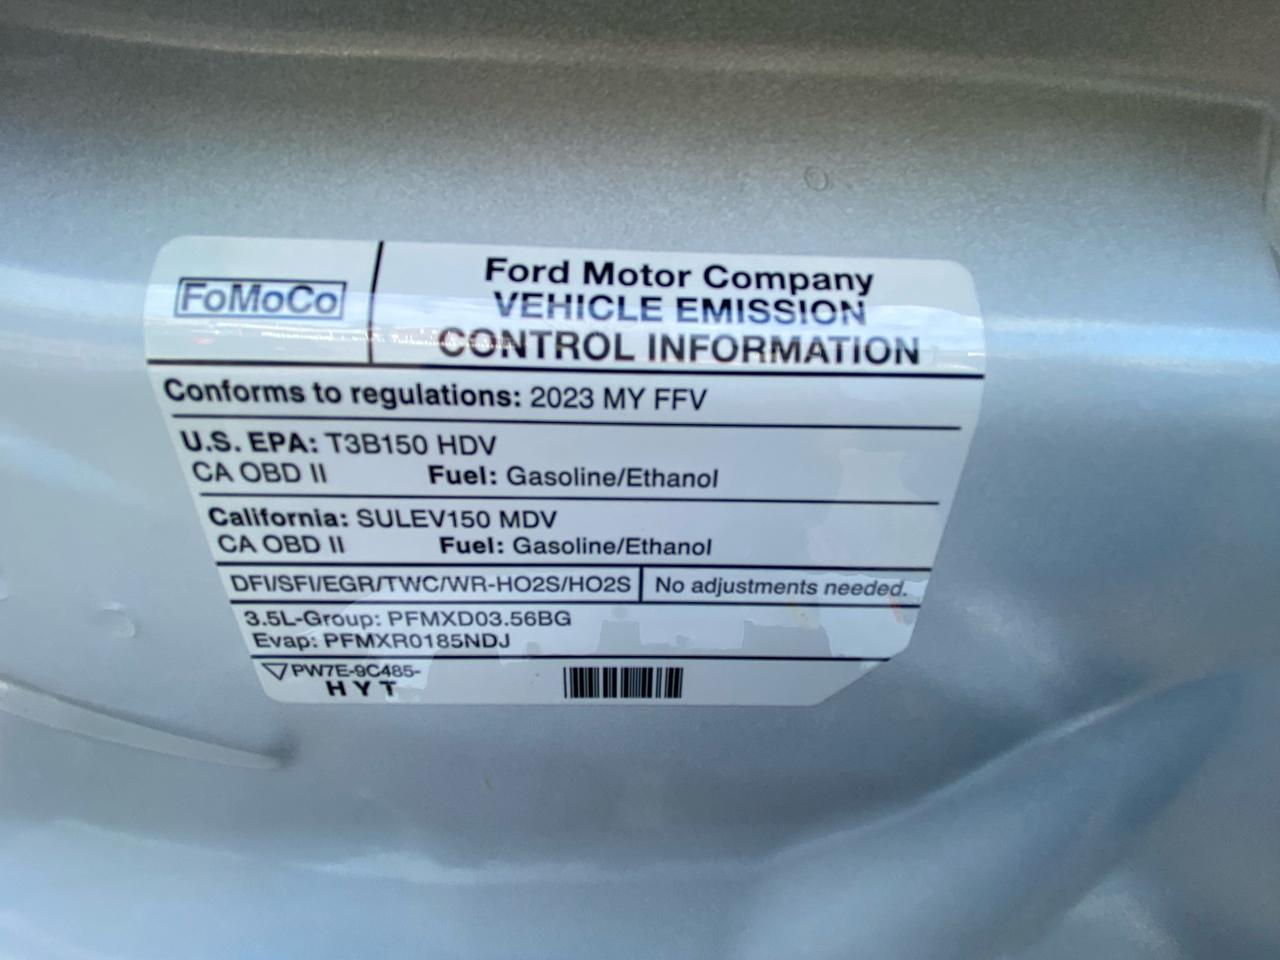 FoMoCo
Ford Motor Company
VEHICLE EMISSION
CONTROL INFORMATION
Conforms to regulations: 2023 MY FFV
U.S. EPA: T3B150 HDV
CA OBD II Fuel: Gasoline/Ethanol
California: SULEV150 MDV
CA OBD II Fuel: Gasoline/Ethanol
DFI/SFI/EGR/TWC/WR-HO2S/HO2S No adjustments needed.
3.5L-Group: PFMXD03.56BG
Evap: PFMXR0185NDJ
PW7E-9C485-
HYT